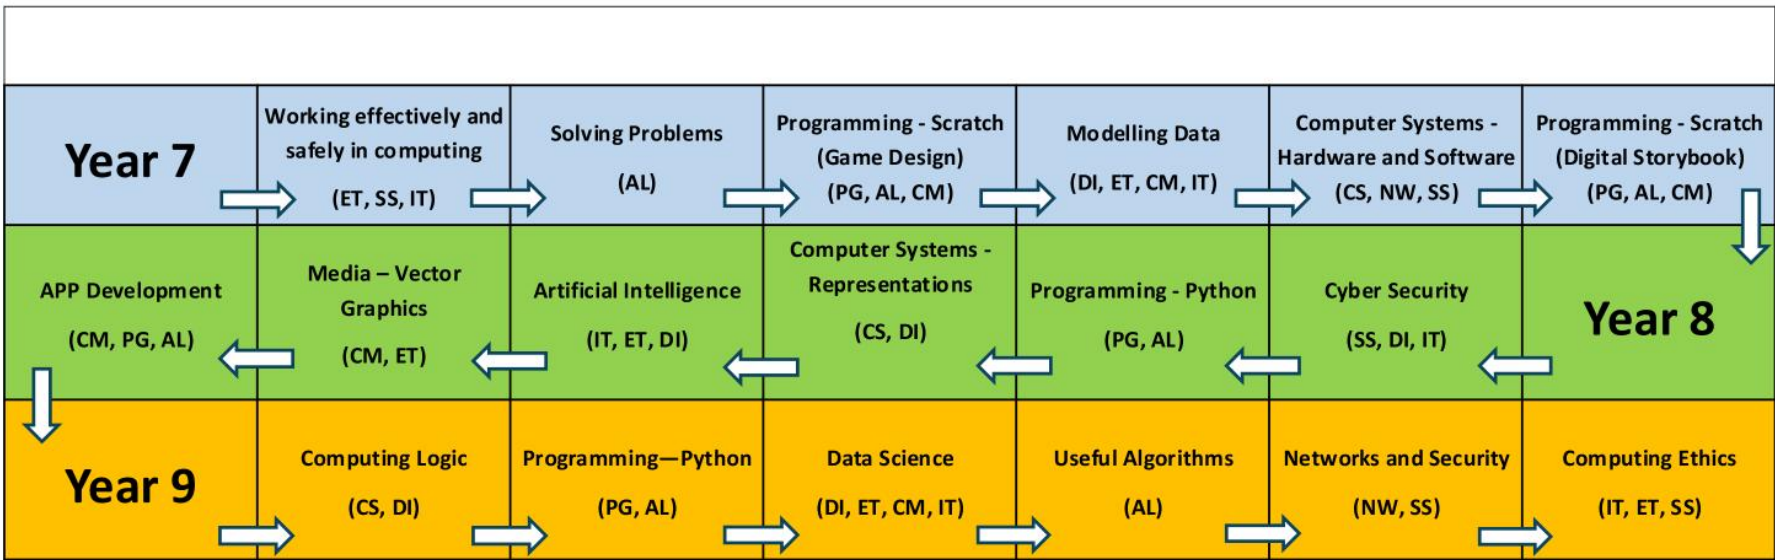 Year 7
Working effectively and
safely in computing
(ET, SS, IT)
Solving Problems
(AL)
Programming - Scratch
(Game Design)
(PG, AL, CM)
Modelling Data
(DI, ET, CM, IT)
Computer Systems -
Hardware and Software
(CS, NW, SS)
Programming - Scratch
(Digital Storybook)
(PG, AL, CM)
Year 8
Cyber Security
(SS, DI, IT)
Programming - Python
(PG, AL)
Computer Systems -
Representations
(CS, DI)
Artificial Intelligence
(IT, ET, DI)
Media – Vector
Graphics
(CM, ET)
APP Development
(CM, PG, AL)
Year 9
Computing Logic
(CS, DI)
Programming—Python
(PG, AL)
Data Science
(DI, ET, CM, IT)
Useful Algorithms
(AL)
Networks and Security
(NW, SS)
Computing Ethics
(IT, ET, SS)